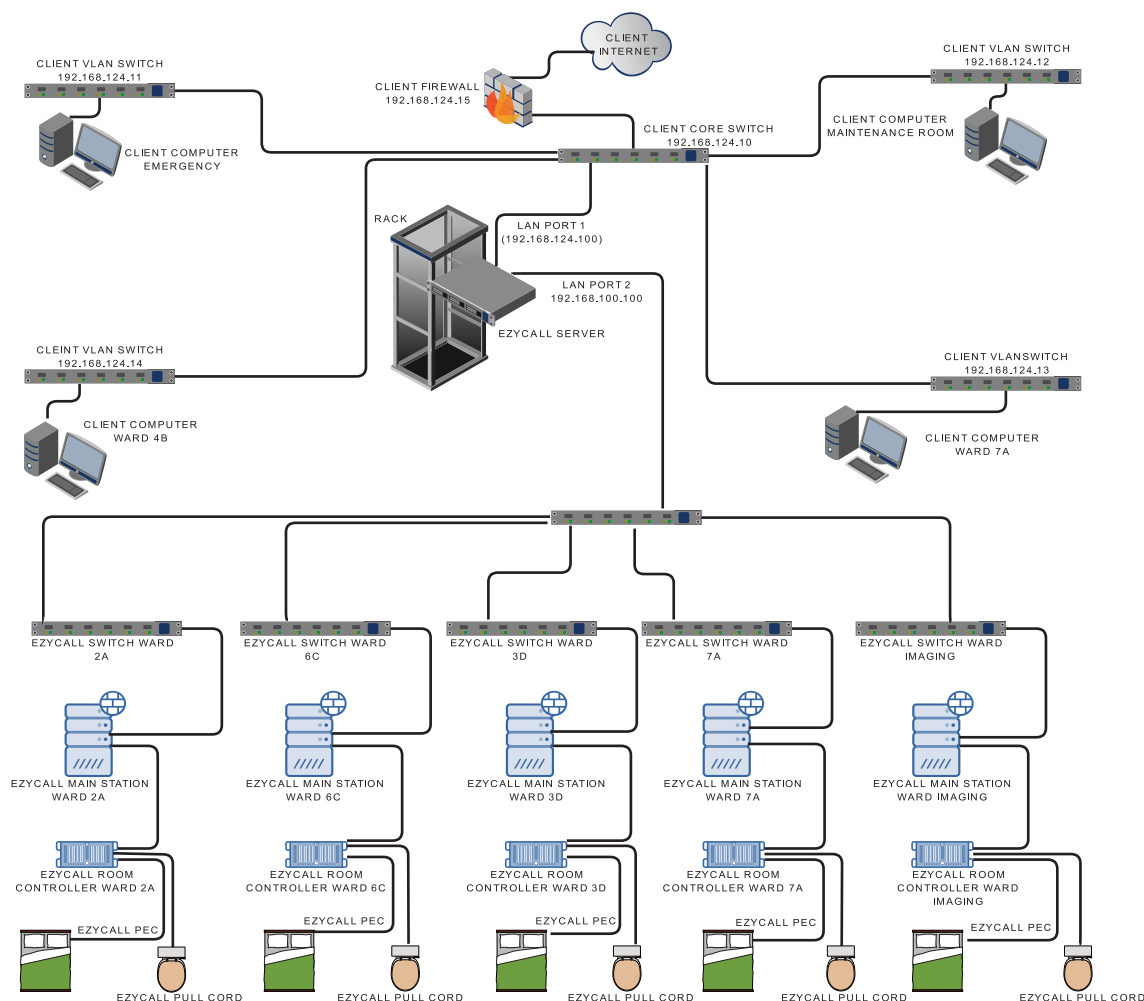 CLIENT INTERNET
CLIENT VLAN SWITCH
192.168.124.11
CLIENT FIREWALL
192.168.124.15
CLIENT VLAN SWITCH
192.168.124.12
CLIENT COMPUTER
EMERGENCY
CLIENT CORE SWITCH
192.168.124.10
CLIENT COMPUTER
MAINTENANCE ROOM
RACK
LAN PORT 1
(192.168.124.100)
LAN PORT 2
192.168.100.100
EZYCALL SERVER
CLEINT VLAN SWITCH
192.168.124.14
CLIENT VLANSWITCH
192.168.124.13
CLIENT COMPUTER
WARD 4B
CLIENT COMPUTER
WARD 7A
EZYCALL SWITCH WARD
2A
EZYCALL SWITCH WARD
6C
EZYCALL SWITCH WARD
3D
EZYCALL SWITCH WARD
7A
EZYCALL SWITCH WARD
IMAGING
EZYCALL MAIN STATION
WARD 2A
EZYCALL MAIN STATION
WARD 6C
EZYCALL MAIN STATION
WARD 3D
EZYCALL MAIN STATION
WARD 7A
EZYCALL MAIN STATION
WARD IMAGING
EZYCALL ROOM
CONTROLLER WARD 2A
EZYCALL ROOM
CONTROLLER WARD 6C
EZYCALL ROOM
CONTROLLER WARD 3D
EZYCALL ROOM
CONTROLLER WARD 7A
EZYCALL ROOM
CONTROLLER WARD
IMAGING
EZYCALL PEC
EZYCALL PEC
EZYCALL PEC
EZYCALL PEC
EZYCALL PEC
EZYCALL PULL CORD
EZYCALL PULL CORD
EZYCALL PULL CORD
EZYCALL PULL CORD
EZYCALL PULL CORD